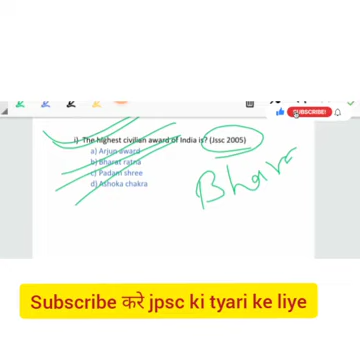 SUBSCRIBE!
i) The highest civilian award of India is? (Jssc 2005)
a) Arjun award
b) Bharat ratna
c) Padam shree
d) Ashoka chakra
Bhar
Subscribe करे jpsc ki tyari ke liye